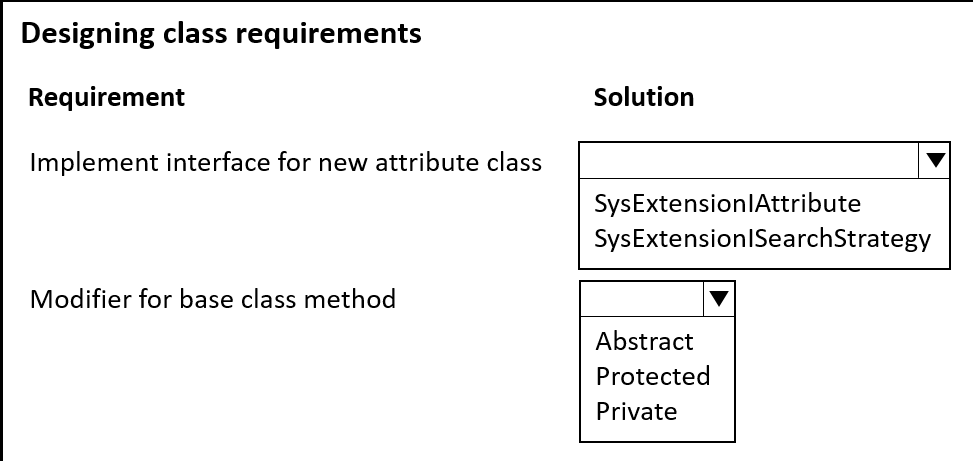 Designing class requirements
Requirement Solution
Implement interface for new attribute class
SysExtensionIAttribute
SysExtensionISearchStrategy
Modifier for base class method
Abstract
Protected
Private